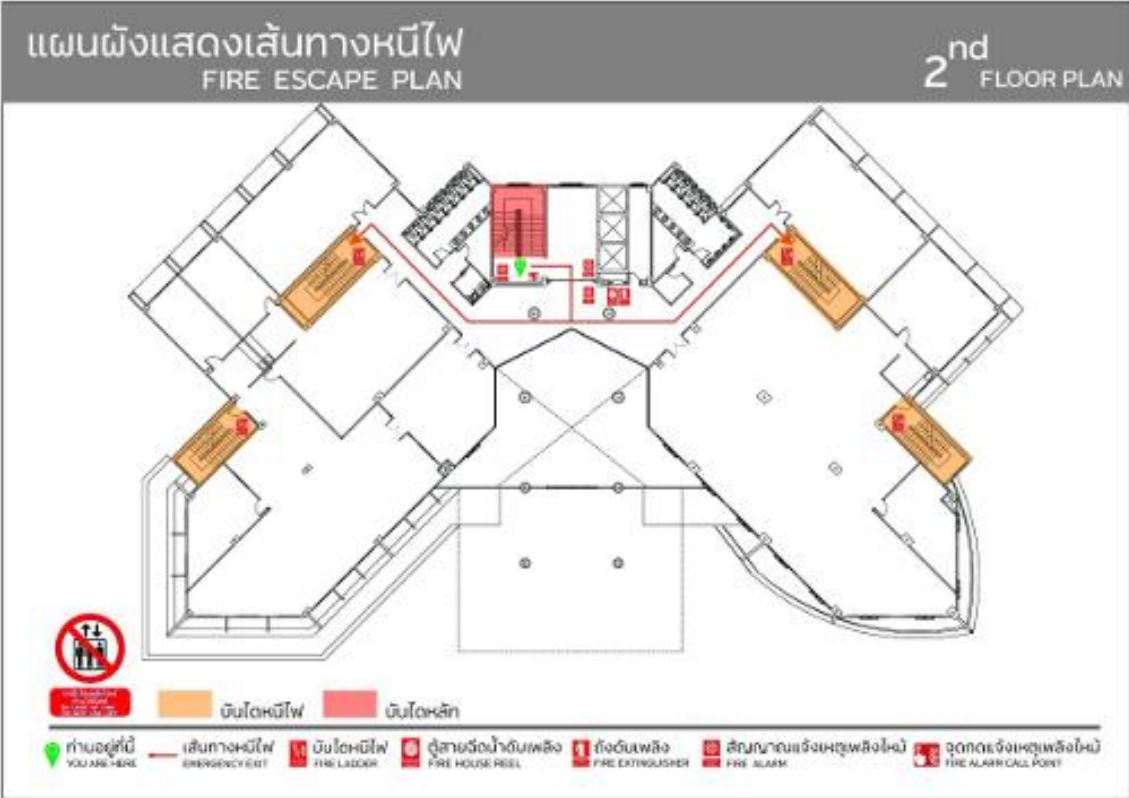 แผนผังแสดงเส้นทางหนีไฟ
FIRE ESCAPE PLAN
2nd FLOOR PLAN
บันไดหนีไฟ
บันไดหลัก
ท่านอยู่ที่นี่
YOU ARE HERE
เส้นทางหนีไฟ
EMERGENCY EXIT
บันไดหนีไฟ
FIRE LADDER
ตู้สายฉีดน้ำดับเพลิง
FIRE HOUSE REEL
ถังดับเพลิง
FIRE EXTINGUISHER
สัญญาณแจ้งเหตุเพลิงไหม้
FIRE ALARM
จุดกดแจ้งเหตุเพลิงไหม้
FIRE ALARM CALL POINT